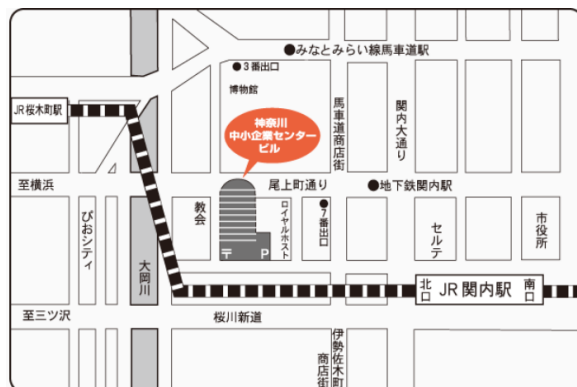 ●みなとみらい線馬車道駅
●3番出口
博物館
JR桜木町駅
神奈川
中小企業センター
ビル
馬車道商店街
関内大通り
至横浜
尾上町通り
●地下鉄関内駅
ぴおシティ
教会
ロイヤルホスト
●7番出口
セルテ
市役所
〒
P
大岡川
北口
JR関内駅
南口
至三ツ沢
桜川新道
伊勢佐木町
商店街